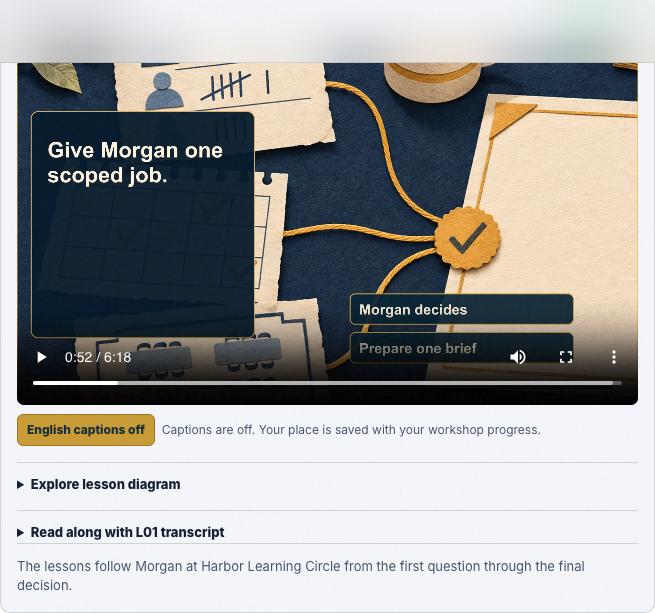 Give Morgan one
scoped job.
Morgan decides
Prepare one brief
0:52 / 6:18
English captions off
Captions are off. Your place is saved with your workshop progress.
Explore lesson diagram
Read along with L01 transcript
The lessons follow Morgan at Harbor Learning Circle from the first question through the final
decision.